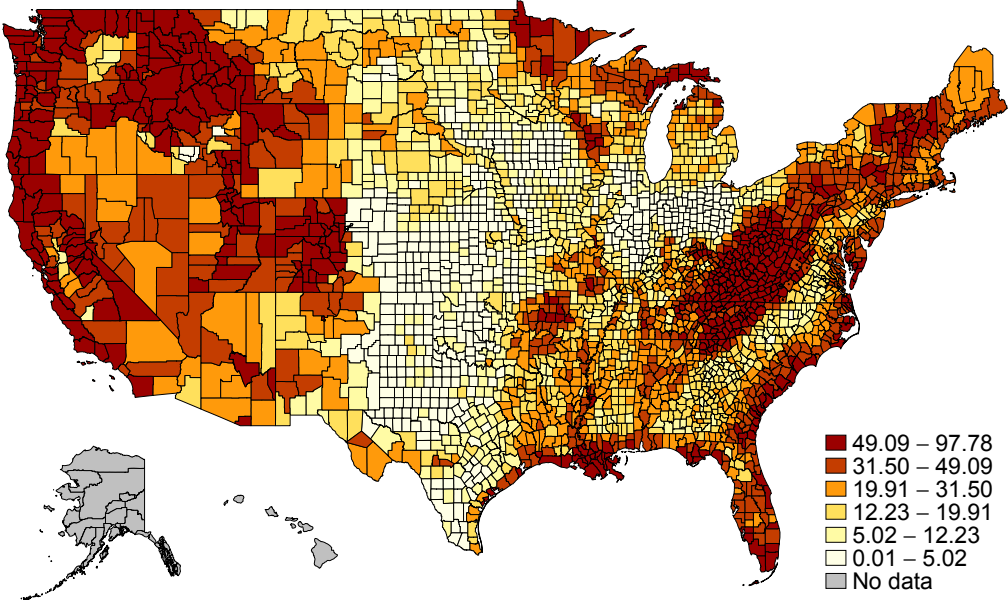 49.09 – 97.78
31.50 – 49.09
19.91 – 31.50
12.23 – 19.91
5.02 – 12.23
0.01 – 5.02
No data